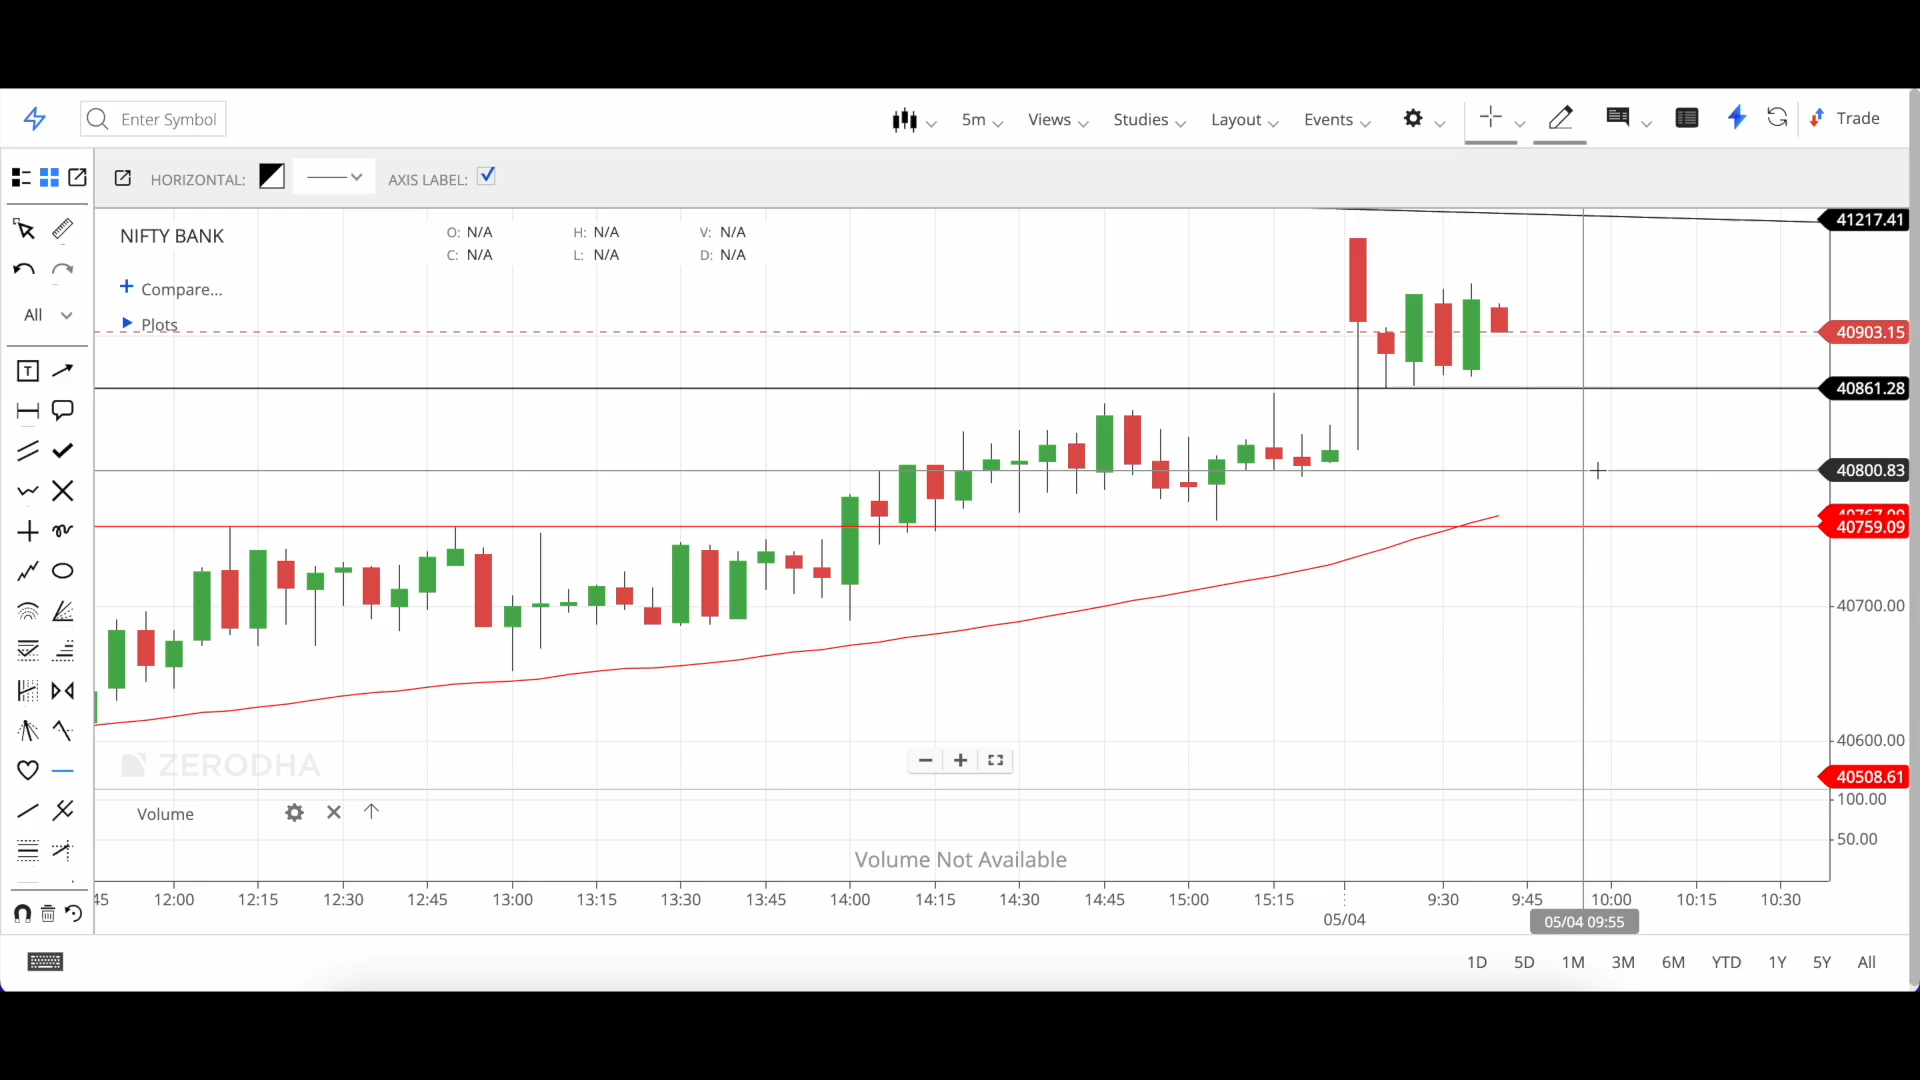 Enter Symbol
5m
Views
Studies
Layout
Events
Trade
HORIZONTAL:
AXIS LABEL:
NIFTY BANK
O: N/A H: N/A V: N/A
C: N/A L: N/A D: N/A
+ Compare...
Plots
All
T
41217.41
40903.15
40861.28
40800.83
40759.09
40700.00
40600.00
40508.61
100.00
50.00
ZERODHA
Volume
Volume Not Available
45 12:00 12:15 12:30 12:45 13:00 13:15 13:30 13:45 14:00 14:15 14:30 14:45 15:00 15:15 9:30 9:45 10:00 10:15 10:30
05/04
05/04 09:55
1D 5D 1M 3M 6M YTD 1Y 5Y All